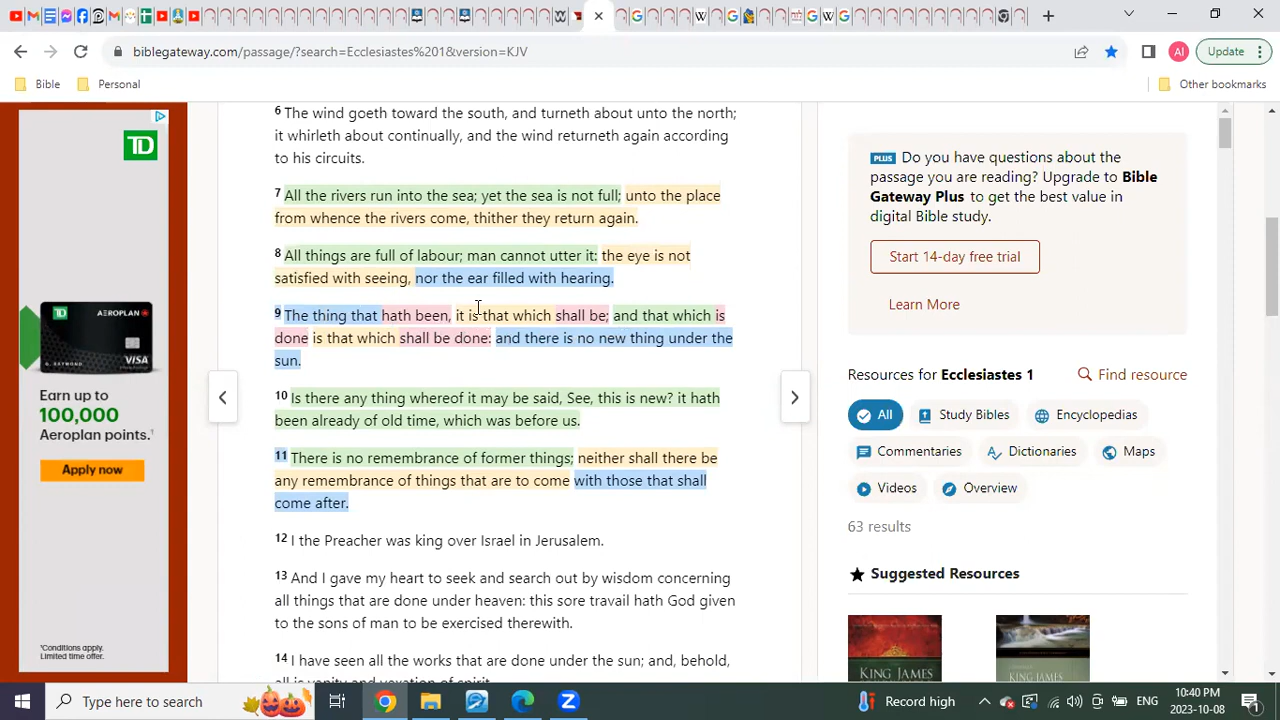 biblegateway.com/passage/?search=Ecclesiastes%201&version=KJV
AI
Update
Bible
Personal
Other bookmarks
6 The wind goeth toward the south, and turneth about unto the north;
it whirleth about continually, and the wind returneth again according
to his circuits.
7 All the rivers run into the sea; yet the sea is not full; unto the place
from whence the rivers come, thither they return again.
8 All things are full of labour; man cannot utter it: the eye is not
satisfied with seeing, nor the ear filled with hearing.
9 The thing that hath been, it is that which shall be; and that which is
done is that which shall be done: and there is no new thing under the
sun.
10 Is there any thing whereof it may be said, See, this is new? it hath
been already of old time, which was before us.
11 There is no remembrance of former things; neither shall there be
any remembrance of things that are to come with those that shall
come after.
12 I the Preacher was king over Israel in Jerusalem.
13 And I gave my heart to seek and search out by wisdom concerning
all things that are done under heaven: this sore travail hath God given
to the sons of man to be exercised therewith.
14 I have seen all the works that are done under the sun; and, behold,
all is vanity and vexation of spirit.
TD
TD
AEROPLAN
VISA
Earn up to
100,000
Aeroplan points.¹
Apply now
¹Conditions apply.
Limited time offer.
PLUS Do you have questions about the
passage you are reading? Upgrade to Bible
Gateway Plus to get the best value in
digital Bible study.
Start 14-day free trial
Learn More
Resources for Ecclesiastes 1
Find resource
All
Study Bibles
Encyclopedias
Commentaries
Dictionaries
Maps
Videos
Overview
63 results
Suggested Resources
KING JAMES
KING JAMES
Type here to search
Record high
ENG
10:40 PM
2023-10-08
1